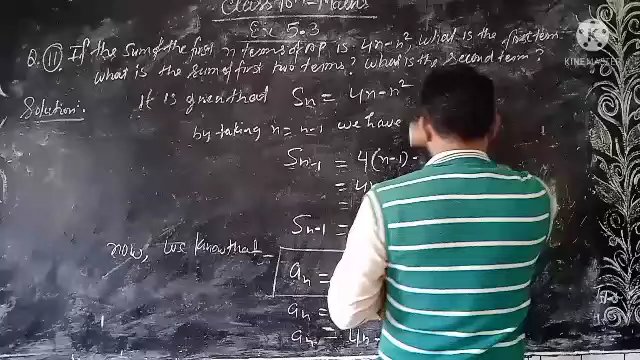 Class 10th Maths
Ex 5.3
Q.11. If the sum of the first n terms of AP is 4n-n², what is the first term
what is the sum of first two terms? What is the second term?
Solution. It is given that Sn = 4n-n²
by taking n = n-1 we have
Sn-1 = 4(n-1)-
= 4n
Sn-1 =
now, we know that
an =
an =
an = 4n
KINEMASTER